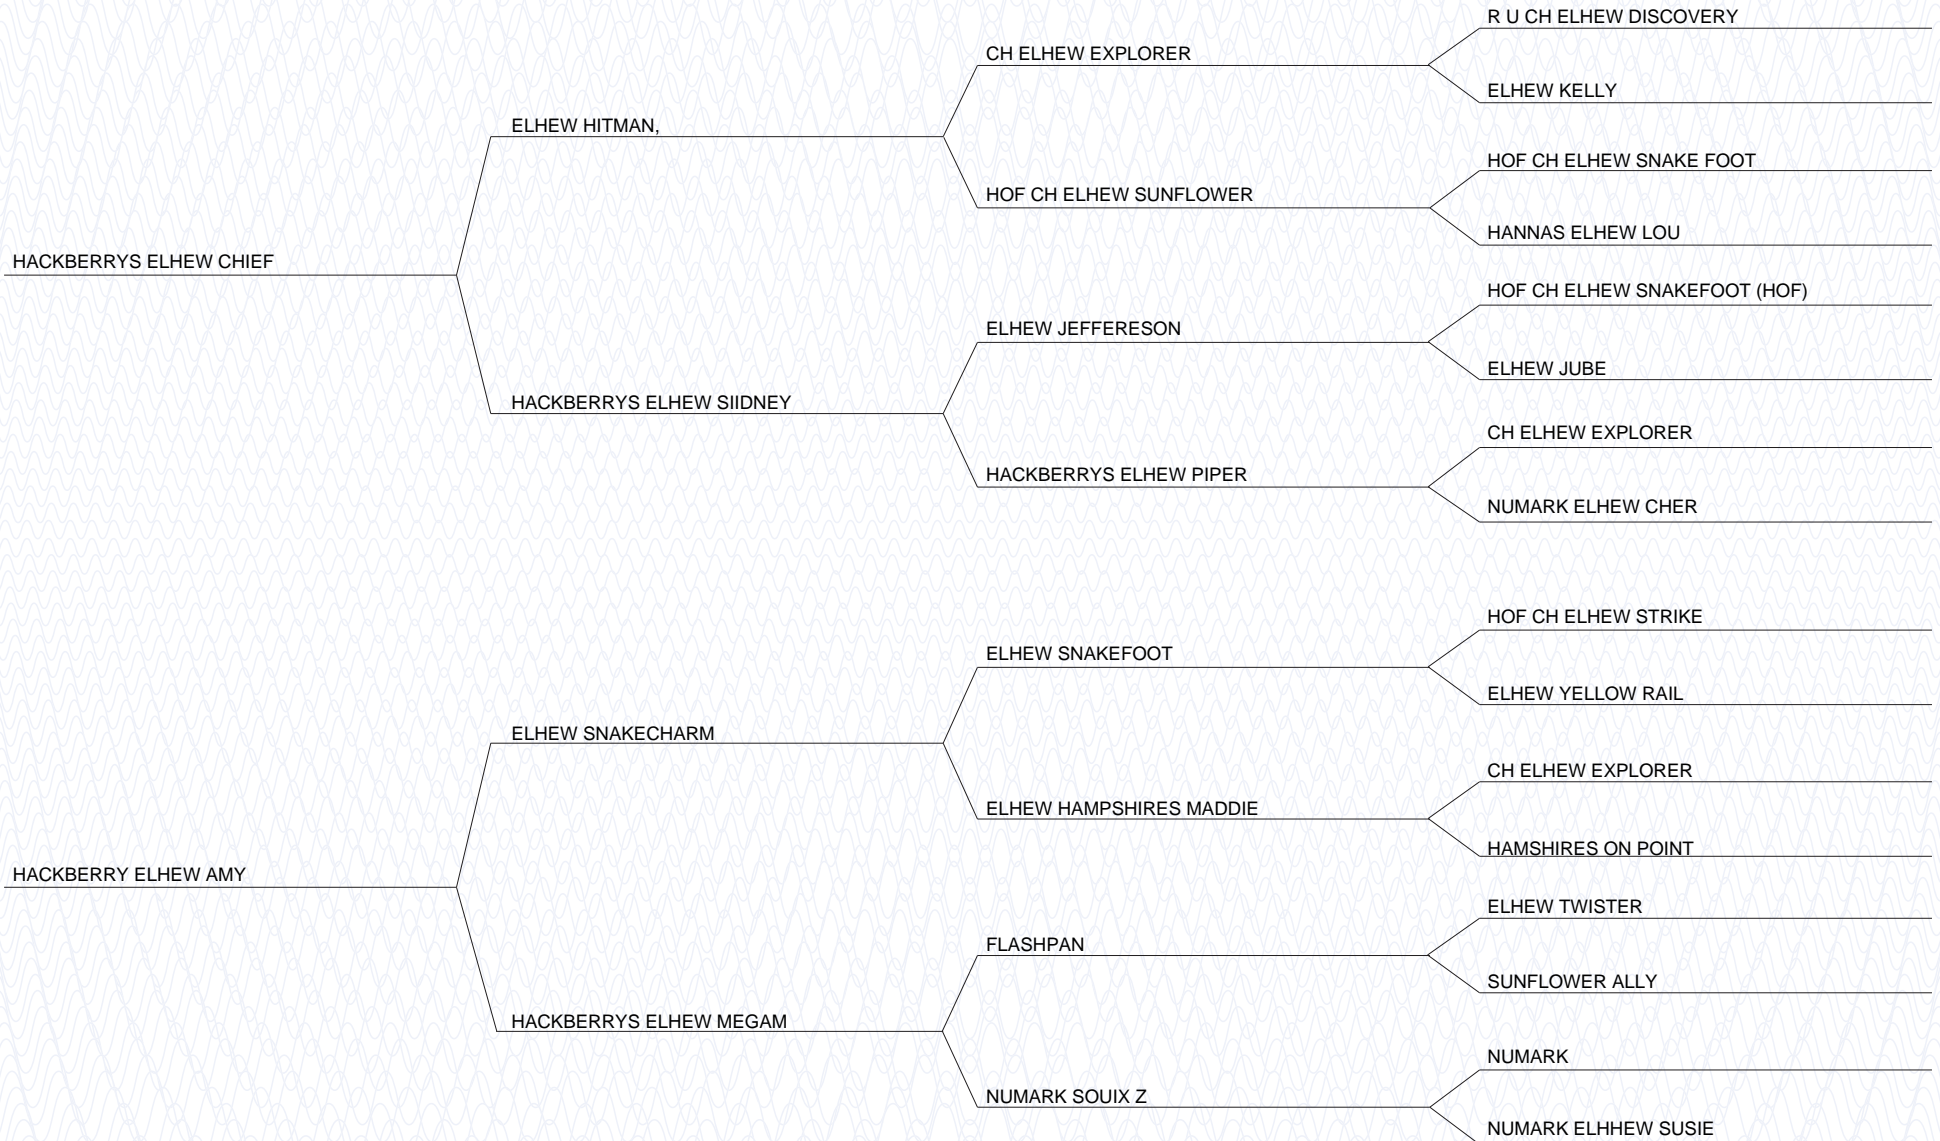 R U CH ELHEW DISCOVERY
CH ELHEW EXPLORER
ELHEW KELLY
ELHEW HITMAN,
HOF CH ELHEW SNAKE FOOT
HOF CH ELHEW SUNFLOWER
HANNAS ELHEW LOU
HACKBERRYS ELHEW CHIEF
HOF CH ELHEW SNAKEFOOT (HOF)
ELHEW JEFFERESON
ELHEW JUBE
HACKBERRYS ELHEW SIIDNEY
CH ELHEW EXPLORER
HACKBERRYS ELHEW PIPER
NUMARK ELHEW CHER
HOF CH ELHEW STRIKE
ELHEW SNAKEFOOT
ELHEW YELLOW RAIL
ELHEW SNAKECHARM
CH ELHEW EXPLORER
ELHEW HAMPSHIRES MADDIE
HAMSHIRES ON POINT
HACKBERRY ELHEW AMY
ELHEW TWISTER
FLASHPAN
SUNFLOWER ALLY
HACKBERRYS ELHEW MEGAM
NUMARK
NUMARK SOUIX Z
NUMARK ELHHEW SUSIE